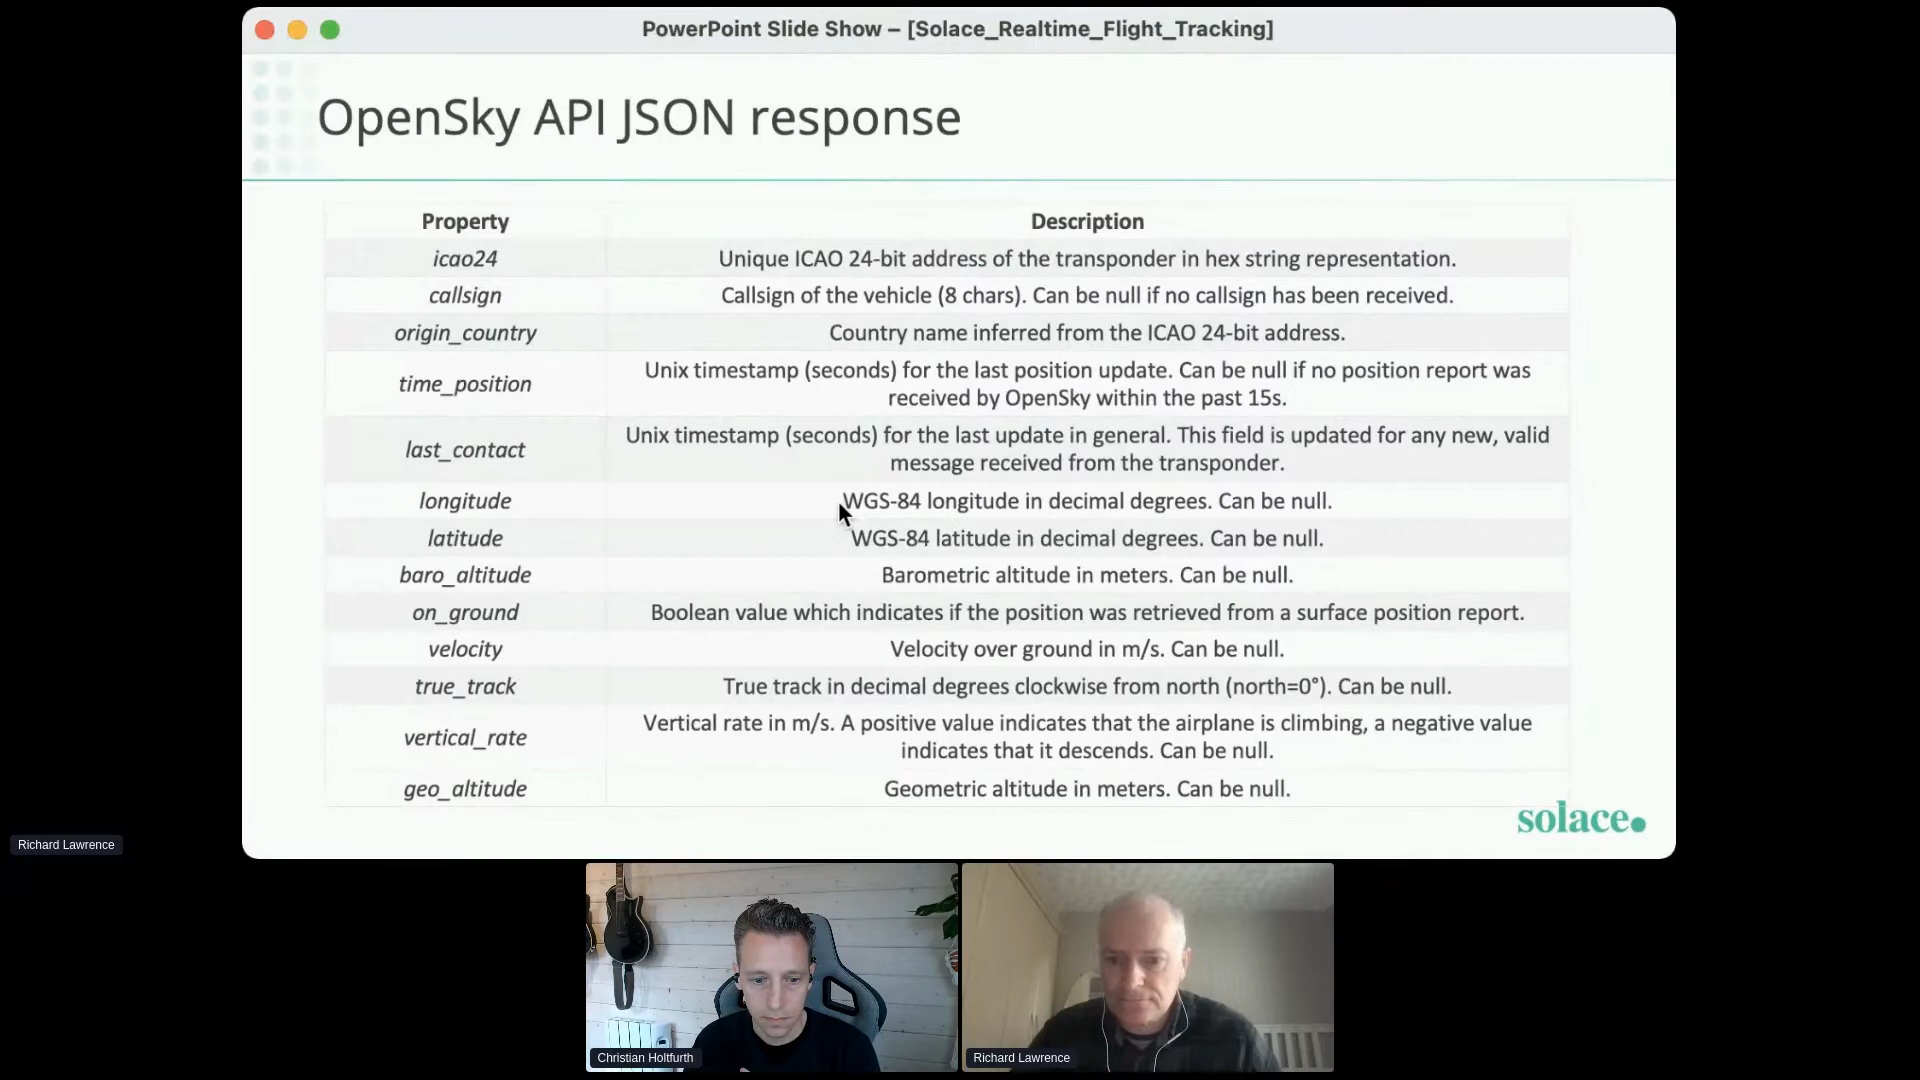 PowerPoint Slide Show – [Solace_Realtime_Flight_Tracking]
OpenSky API JSON response
Property Description
icao24 Unique ICAO 24-bit address of the transponder in hex string representation.
callsign Callsign of the vehicle (8 chars). Can be null if no callsign has been received.
origin_country Country name inferred from the ICAO 24-bit address.
time_position Unix timestamp (seconds) for the last position update. Can be null if no position report was
received by OpenSky within the past 15s.
last_contact Unix timestamp (seconds) for the last update in general. This field is updated for any new, valid
message received from the transponder.
longitude WGS-84 longitude in decimal degrees. Can be null.
latitude WGS-84 latitude in decimal degrees. Can be null.
baro_altitude Barometric altitude in meters. Can be null.
on_ground Boolean value which indicates if the position was retrieved from a surface position report.
velocity Velocity over ground in m/s. Can be null.
true_track True track in decimal degrees clockwise from north (north=0°). Can be null.
vertical_rate Vertical rate in m/s. A positive value indicates that the airplane is climbing, a negative value
indicates that it descends. Can be null.
geo_altitude Geometric altitude in meters. Can be null.
solace.
Richard Lawrence
Christian Holtfurth
Richard Lawrence